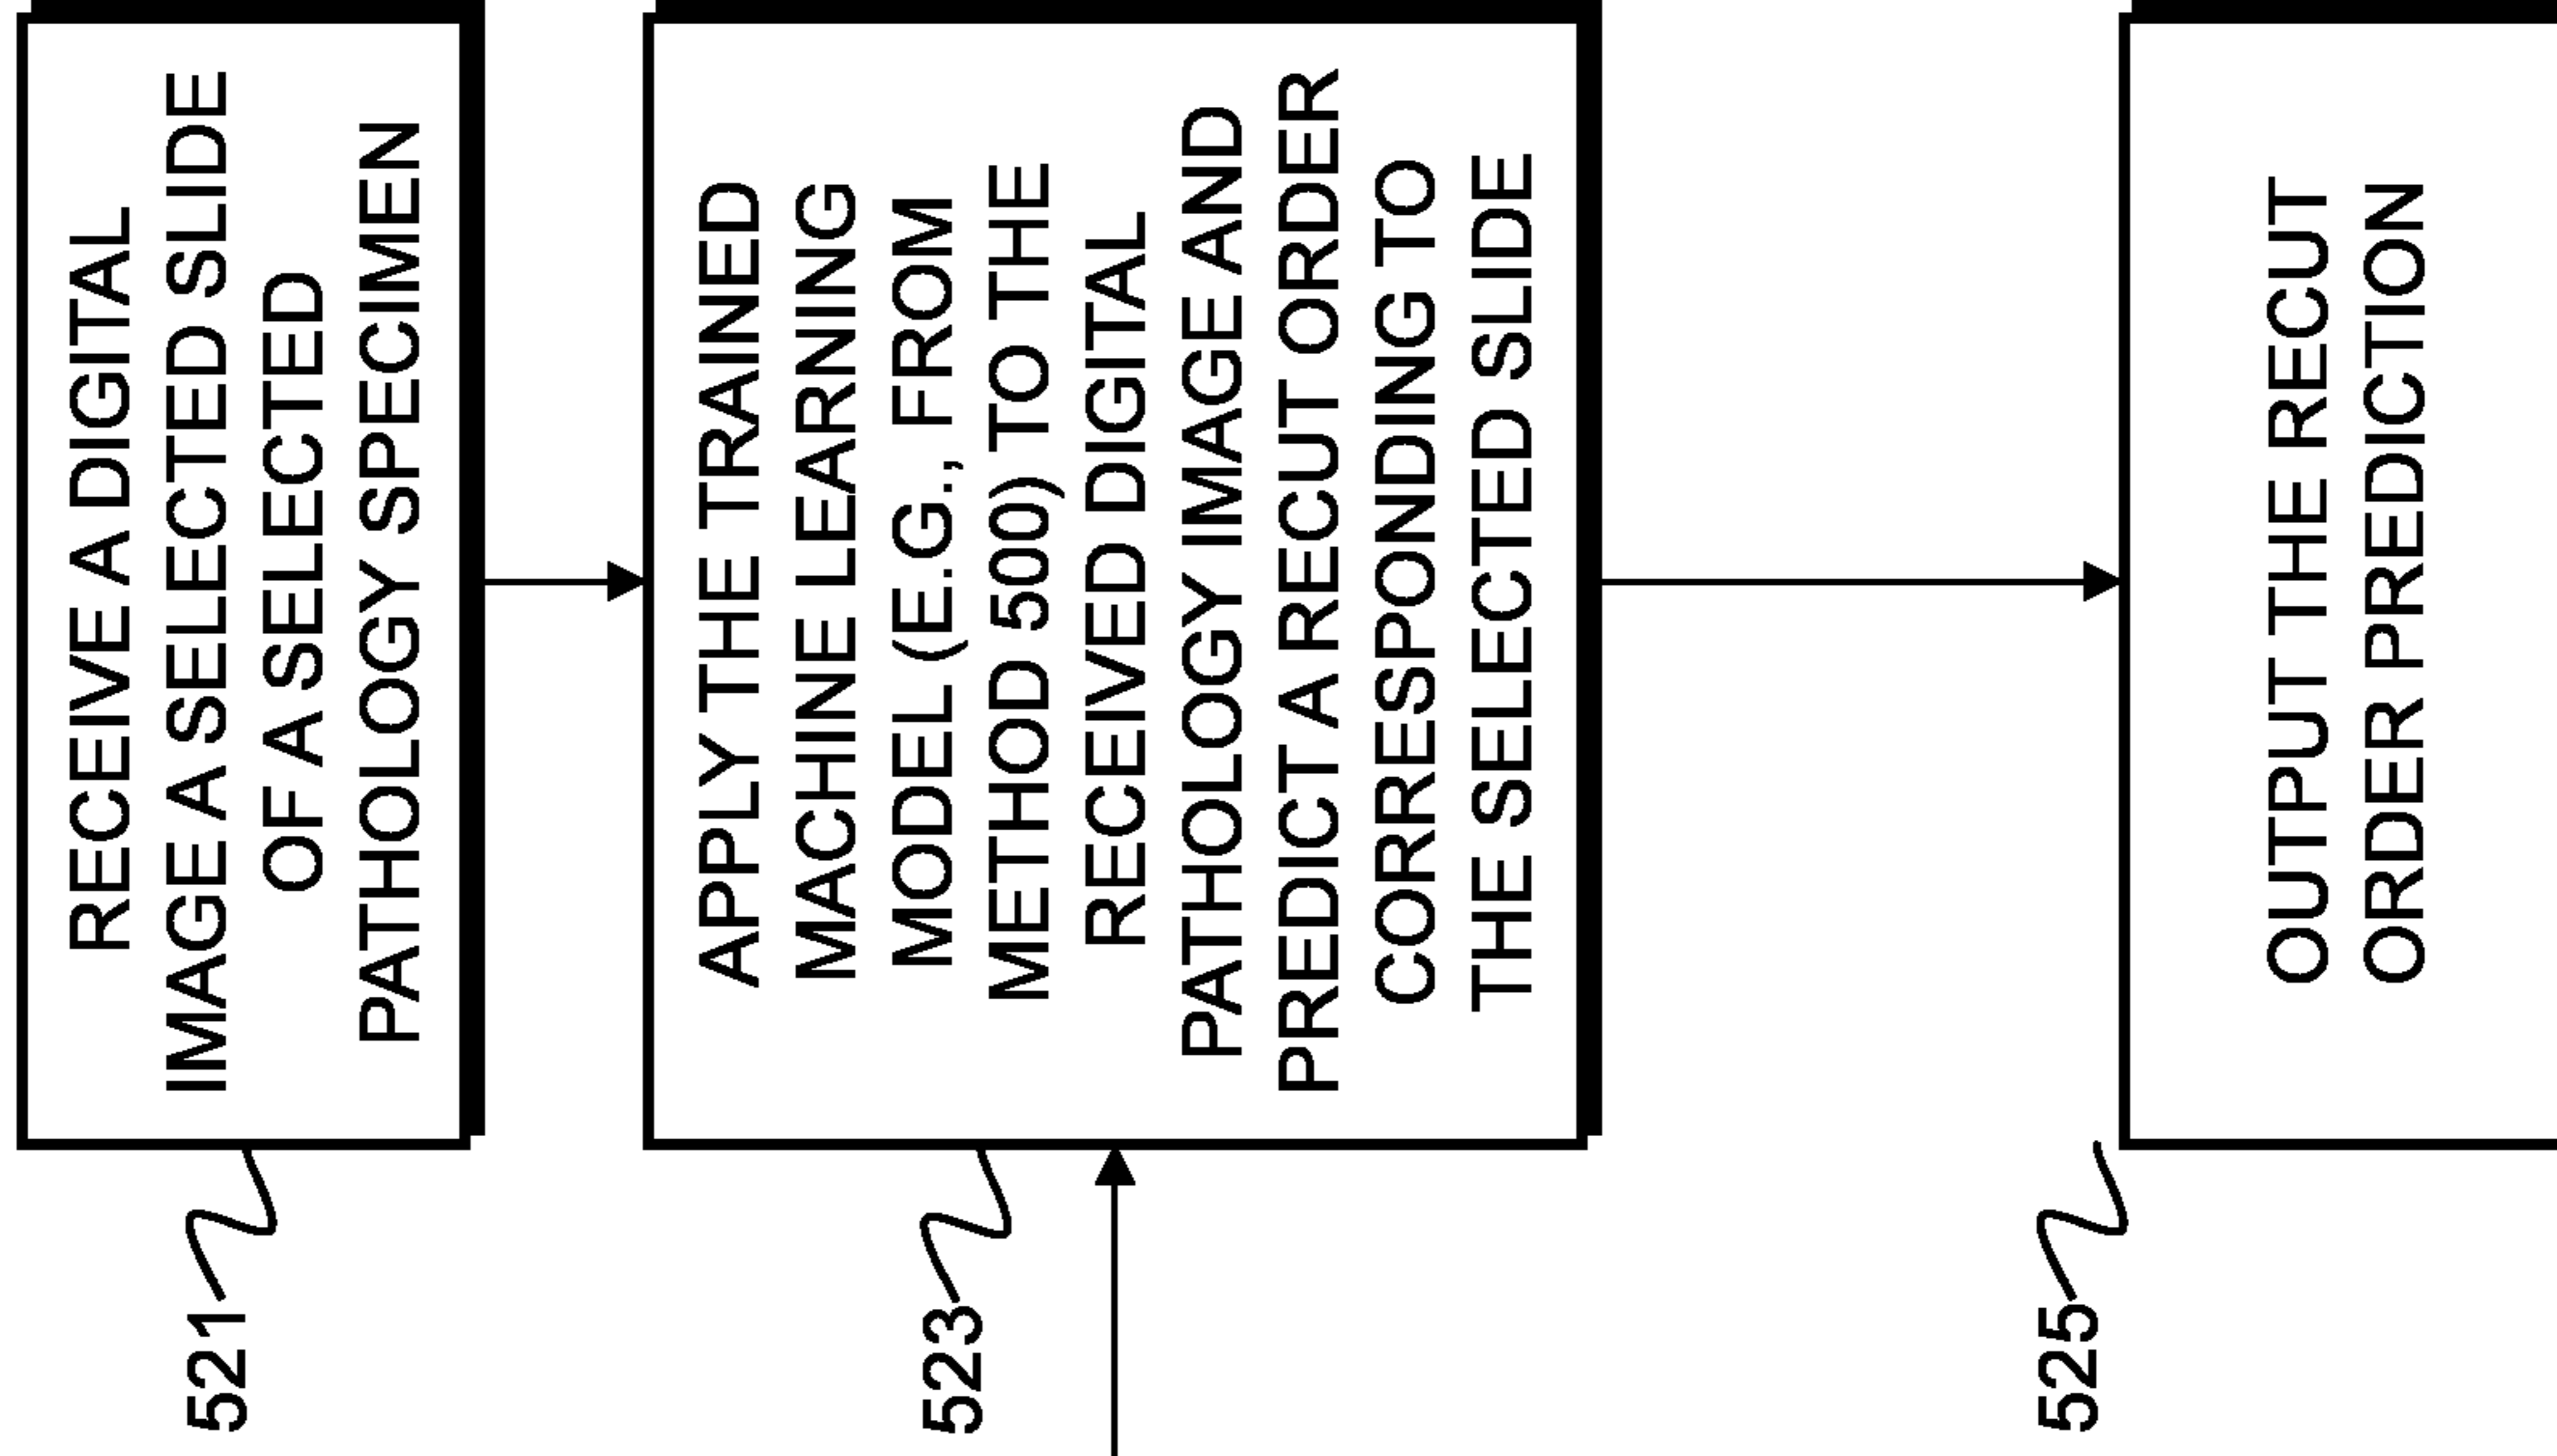 521
RECEIVE A DIGITAL
IMAGE A SELECTED SLIDE
OF A SELECTED
PATHOLOGY SPECIMEN
523
APPLY THE TRAINED
MACHINE LEARNING
MODEL (E.G., FROM
METHOD 500) TO THE
RECEIVED DIGITAL
PATHOLOGY IMAGE AND
PREDICT A RECUT ORDER
CORRESPONDING TO
THE SELECTED SLIDE
525
OUTPUT THE RECUT
ORDER PREDICTION